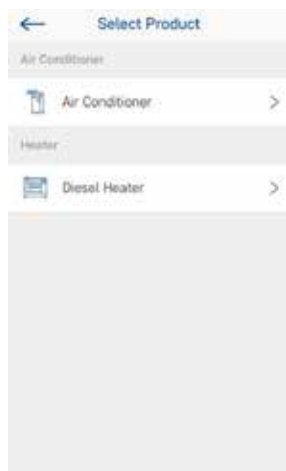 Select Product
Air Conditioner
Air Conditioner
Heater
Diesel Heater